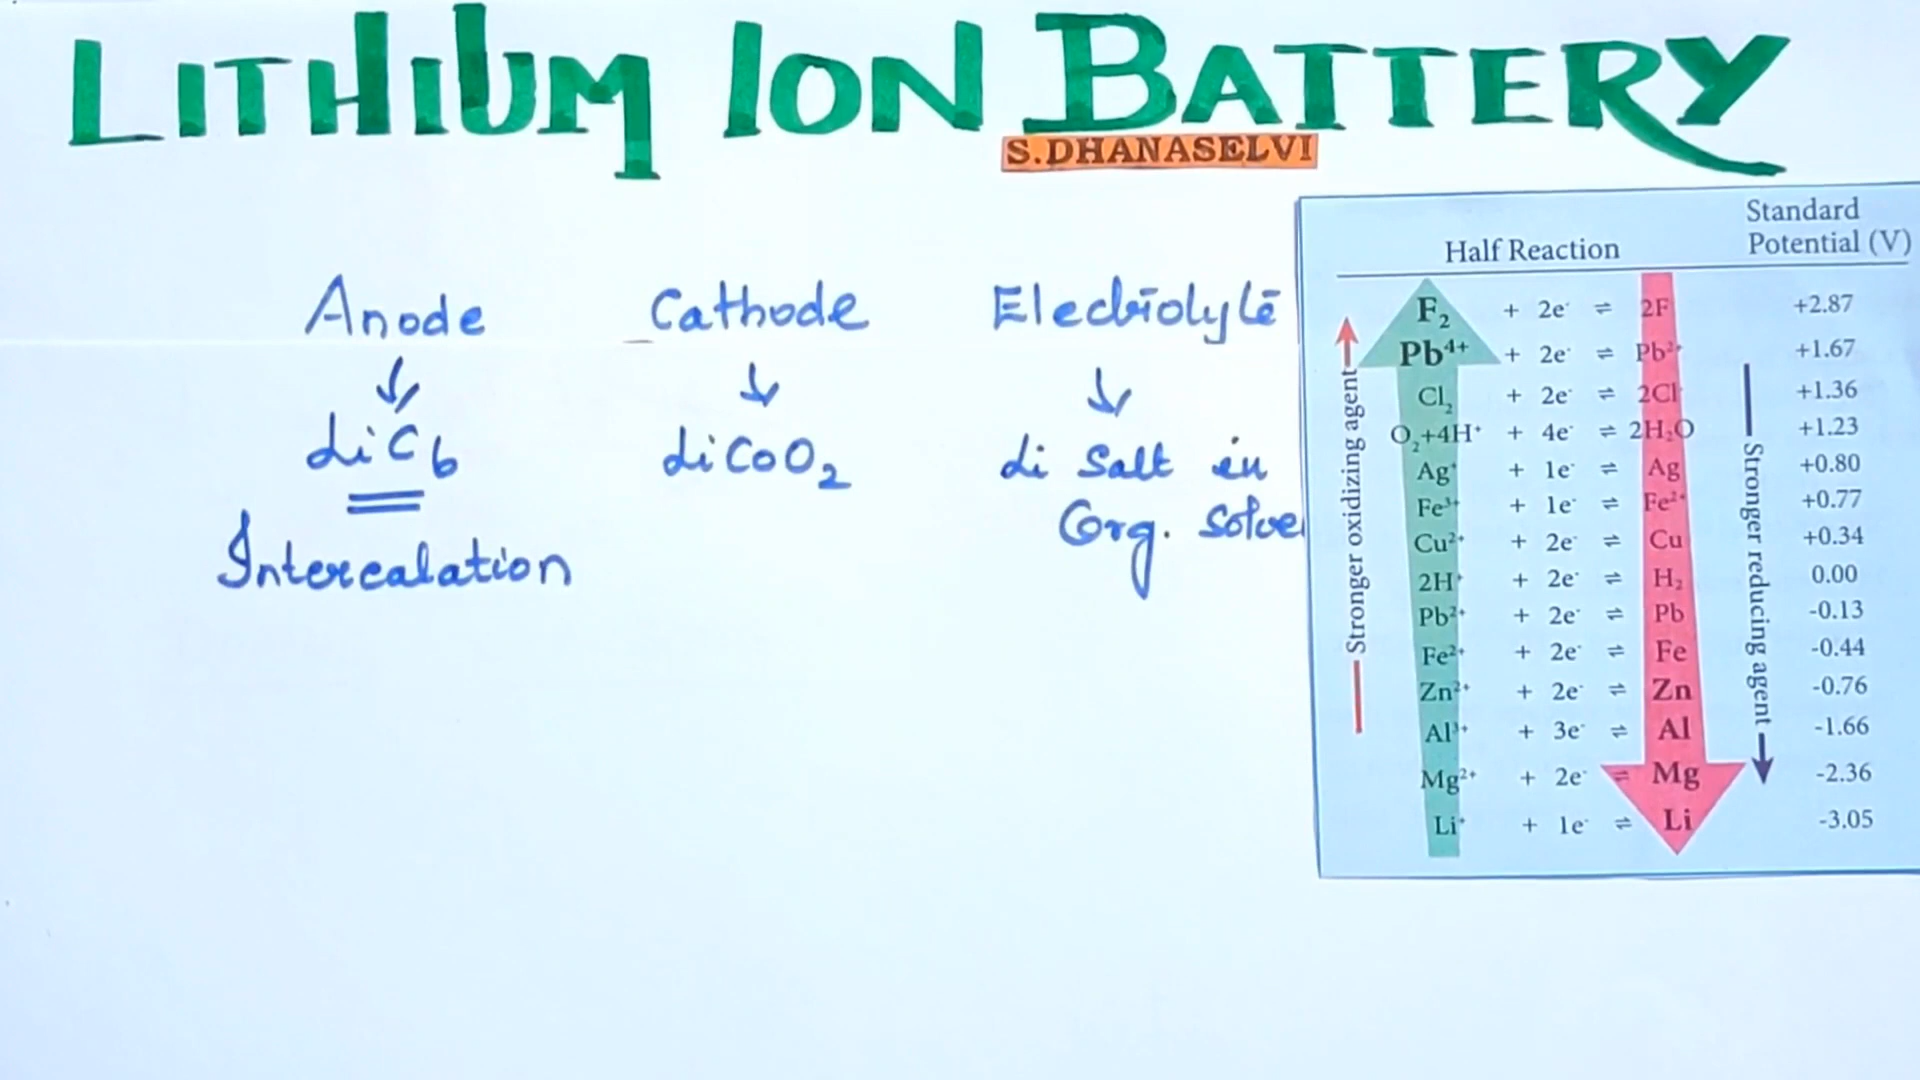 LITHIUM ION BATTERY
S.DHANASELVI
Anode Cathode Electrolyte
↓ ↓ ↓
LiC6 LiCoO2 Li Salt in
Intercalation Org. Solve
Half Reaction Standard Potential (V)
F₂ + 2e⁻ ⇌ 2F +2.87
Pb⁴⁺ + 2e⁻ ⇌ Pb²⁺ +1.67
Cl₂ + 2e⁻ ⇌ 2Cl⁻ +1.36
O₂+4H⁺ + 4e⁻ ⇌ 2H₂O +1.23
Ag⁺ + 1e⁻ ⇌ Ag +0.80
Fe³⁺ + 1e⁻ ⇌ Fe²⁺ +0.77
Cu²⁺ + 2e⁻ ⇌ Cu +0.34
2H⁺ + 2e⁻ ⇌ H₂ 0.00
Pb²⁺ + 2e⁻ ⇌ Pb -0.13
Fe²⁺ + 2e⁻ ⇌ Fe -0.44
Zn²⁺ + 2e⁻ ⇌ Zn -0.76
Al³⁺ + 3e⁻ ⇌ Al -1.66
Mg²⁺ + 2e⁻ ⇌ Mg -2.36
Li⁺ + 1e⁻ ⇌ Li -3.05
Stronger oxidizing agent
Stronger reducing agent